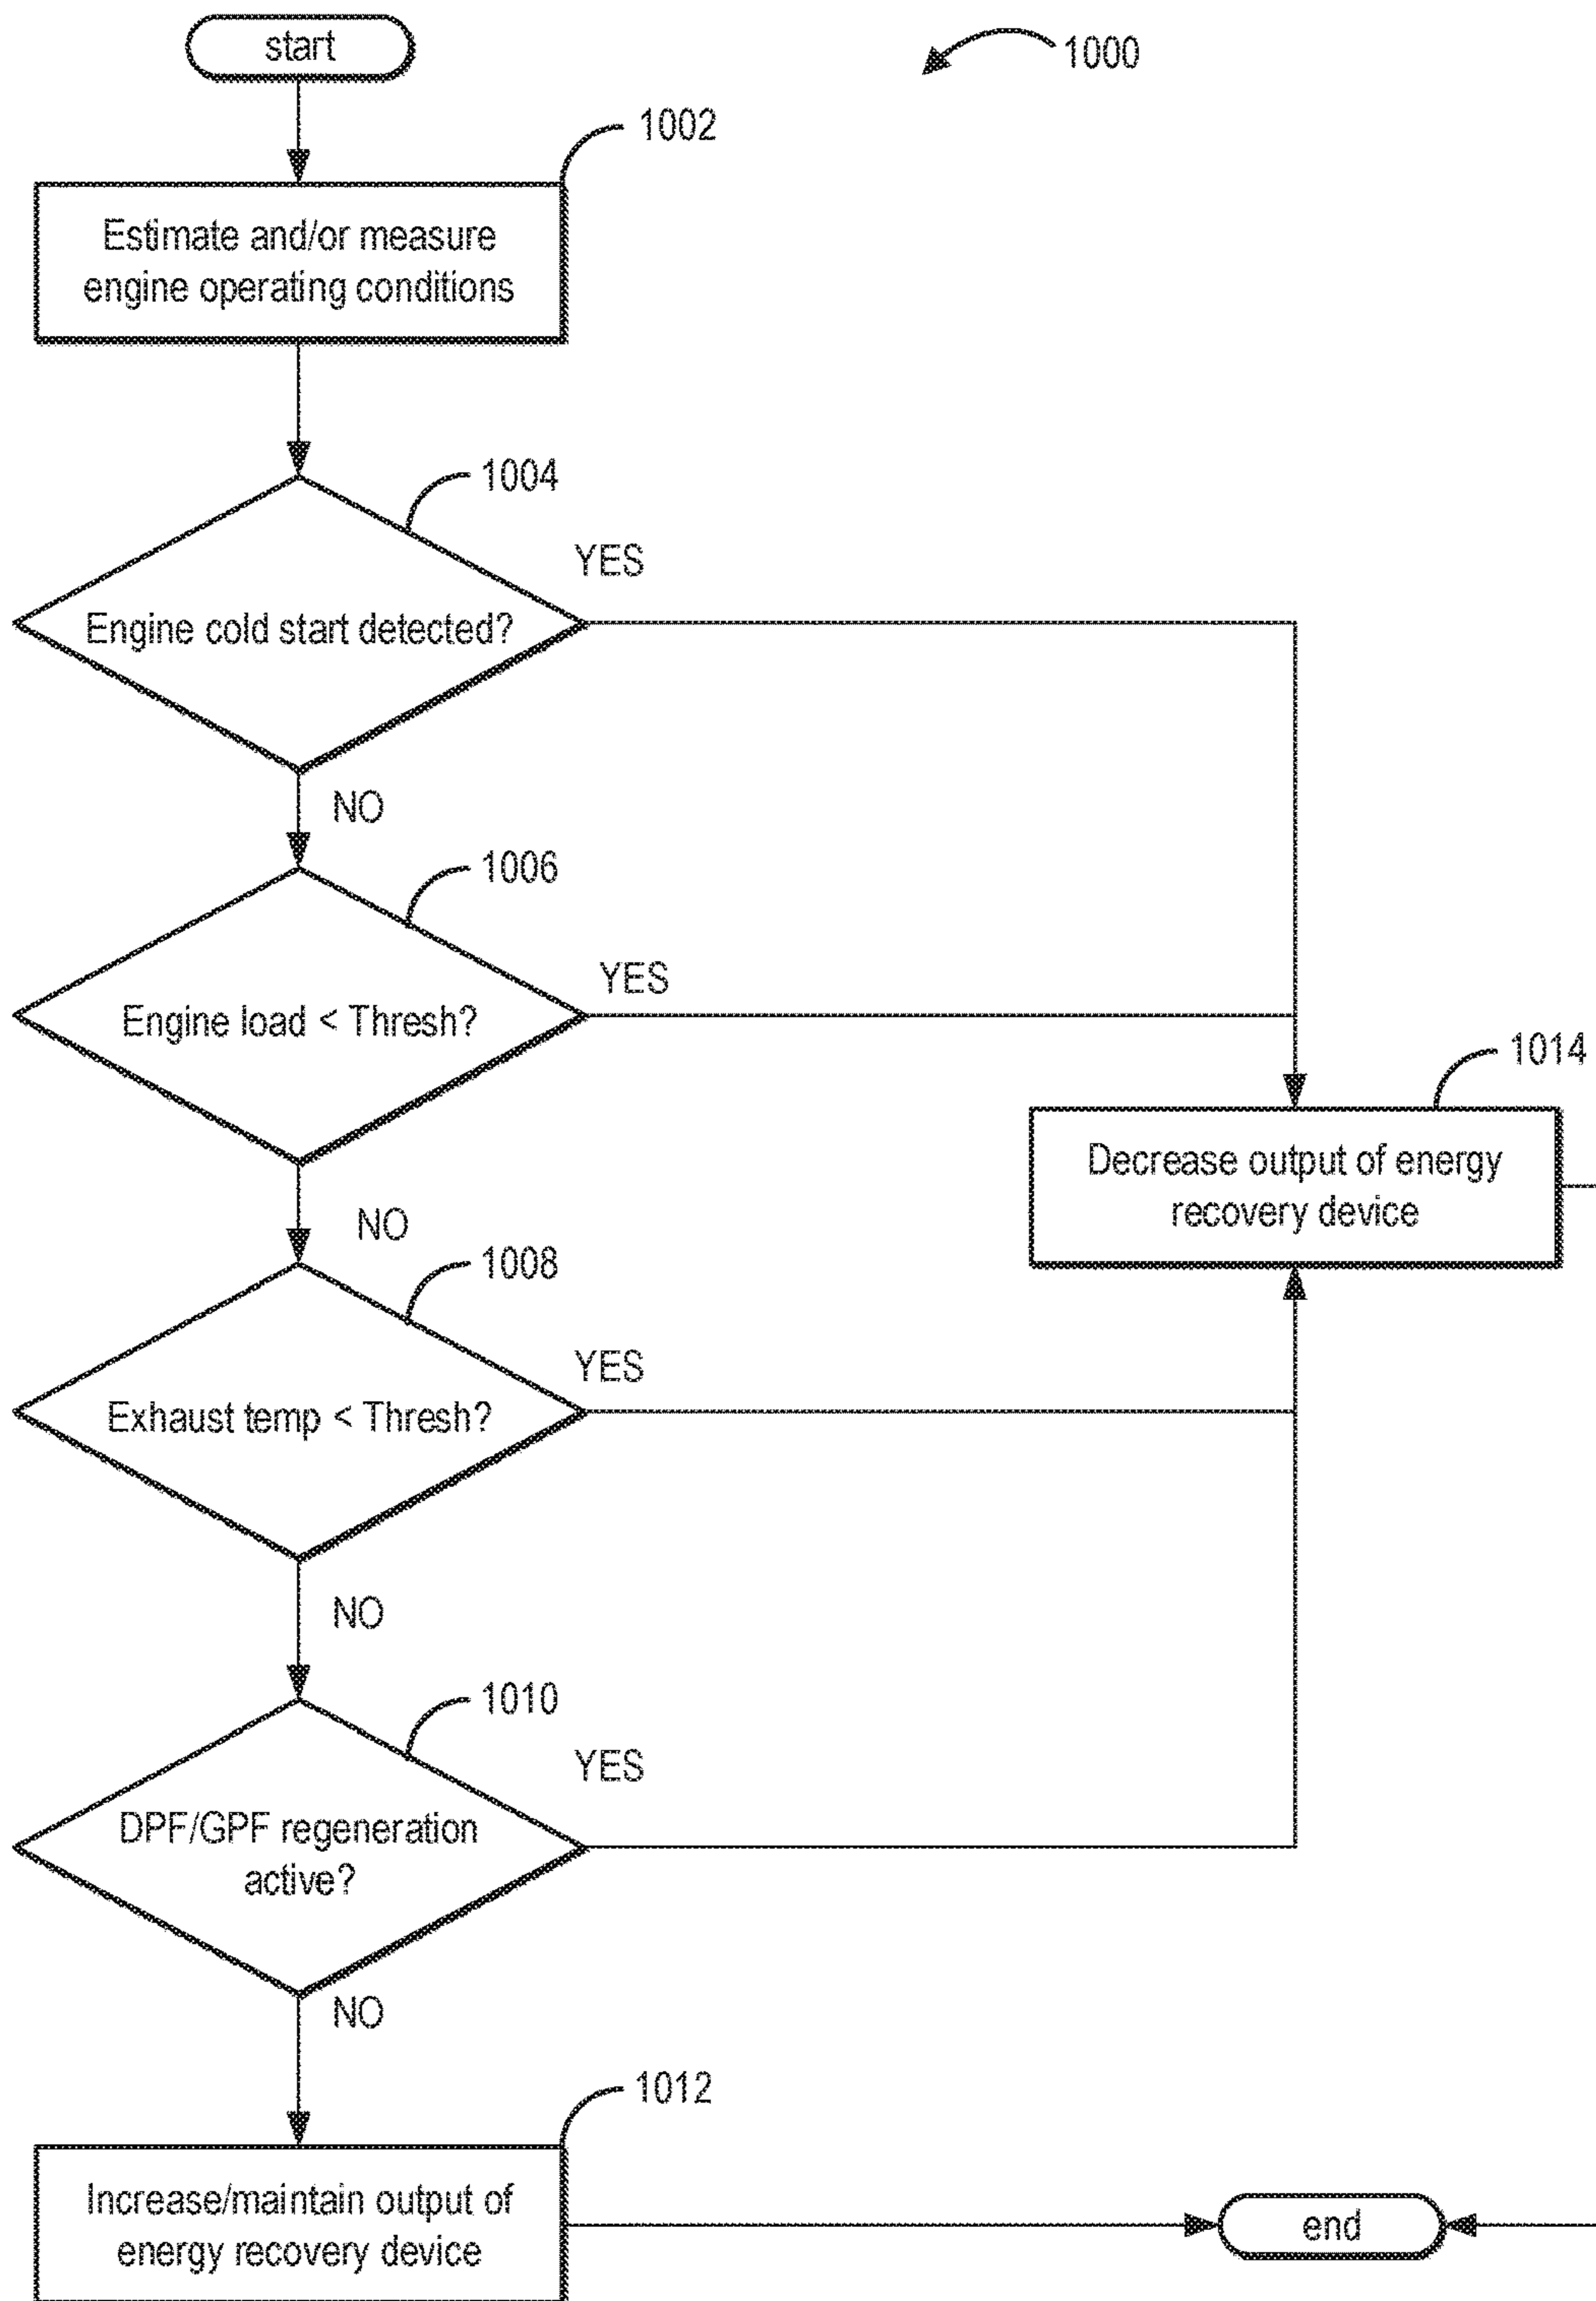 start
1000
1002
Estimate and/or measure
engine operating conditions
1004
YES
Engine cold start detected?
NO
1006
YES
Engine load < Thresh?
1014
Decrease output of energy
recovery device
NO
1008
YES
Exhaust temp < Thresh?
NO
1010
YES
DPF/GPF regeneration
active?
NO
1012
Increase/maintain output of
energy recovery device
end